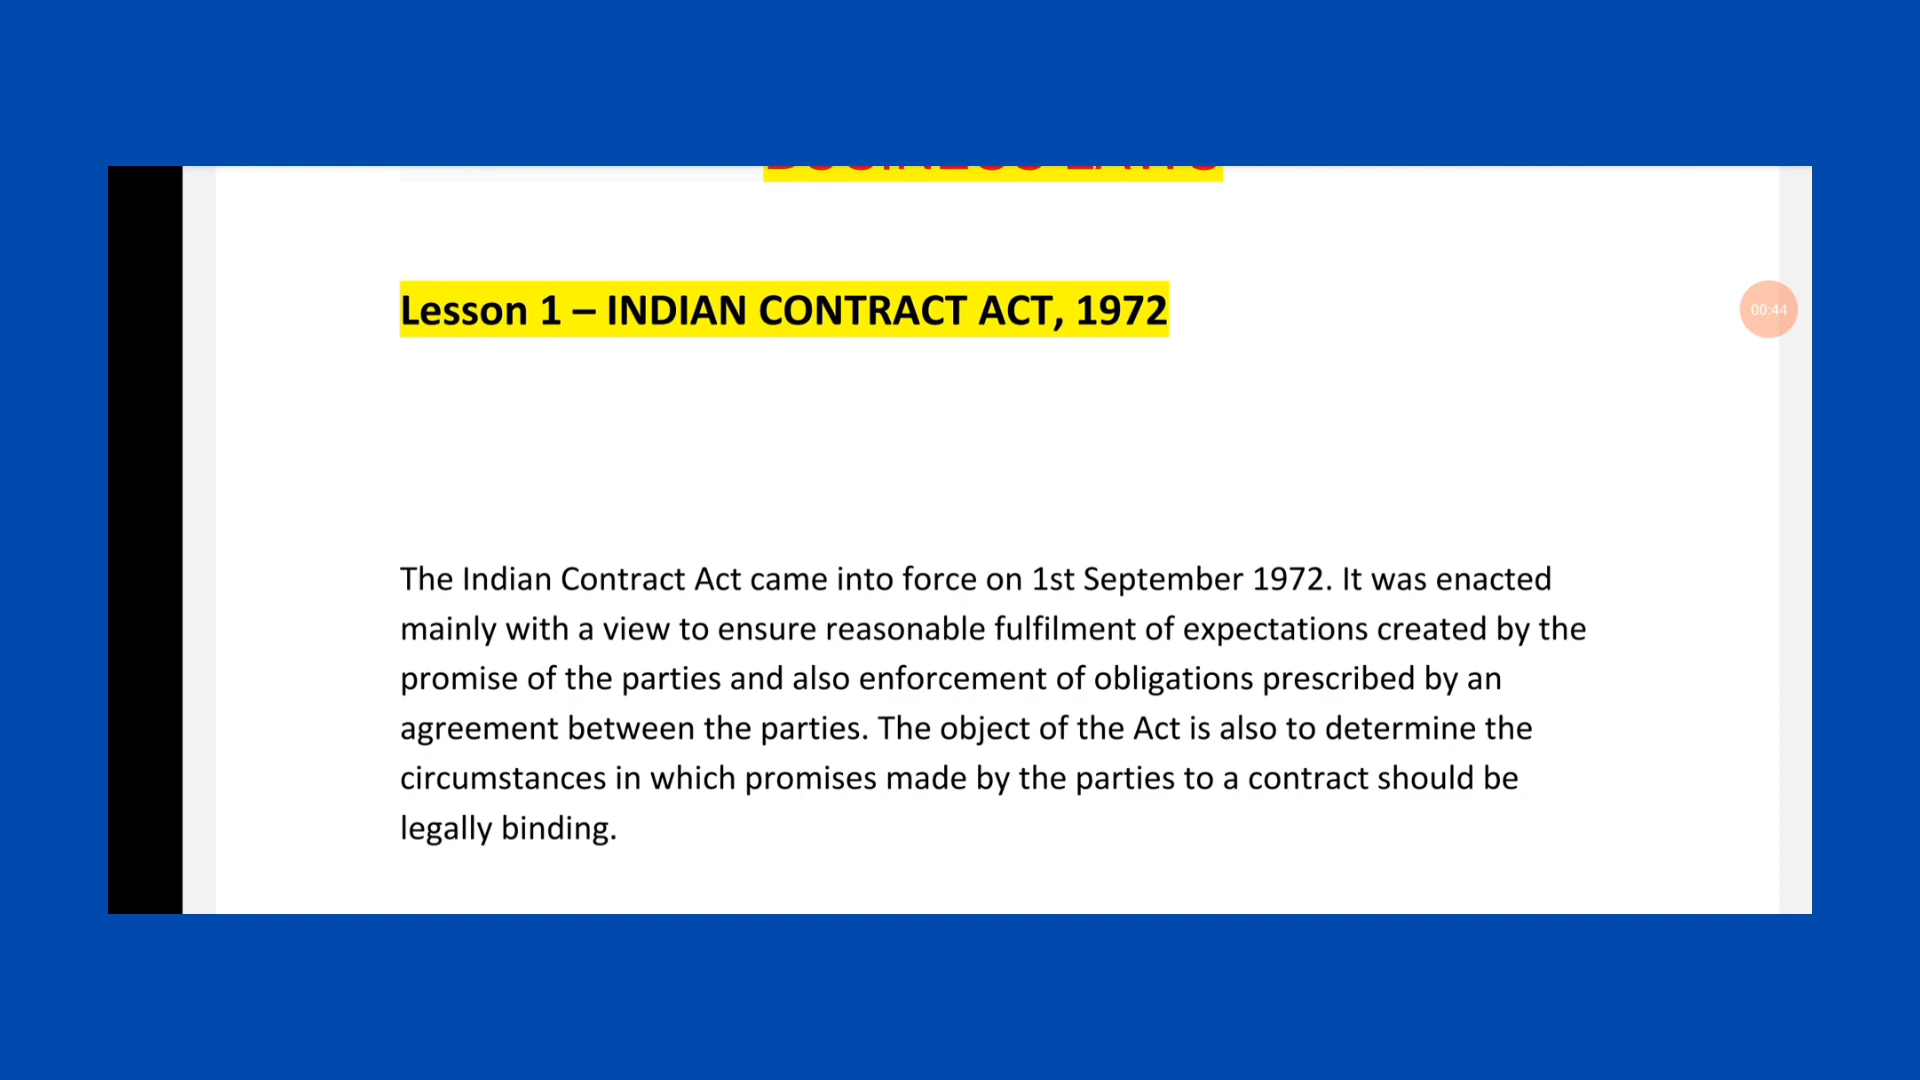 BUSINESS LAWS
Lesson 1 – INDIAN CONTRACT ACT, 1972
00:44
The Indian Contract Act came into force on 1st September 1972. It was enacted
mainly with a view to ensure reasonable fulfilment of expectations created by the
promise of the parties and also enforcement of obligations prescribed by an
agreement between the parties. The object of the Act is also to determine the
circumstances in which promises made by the parties to a contract should be
legally binding.